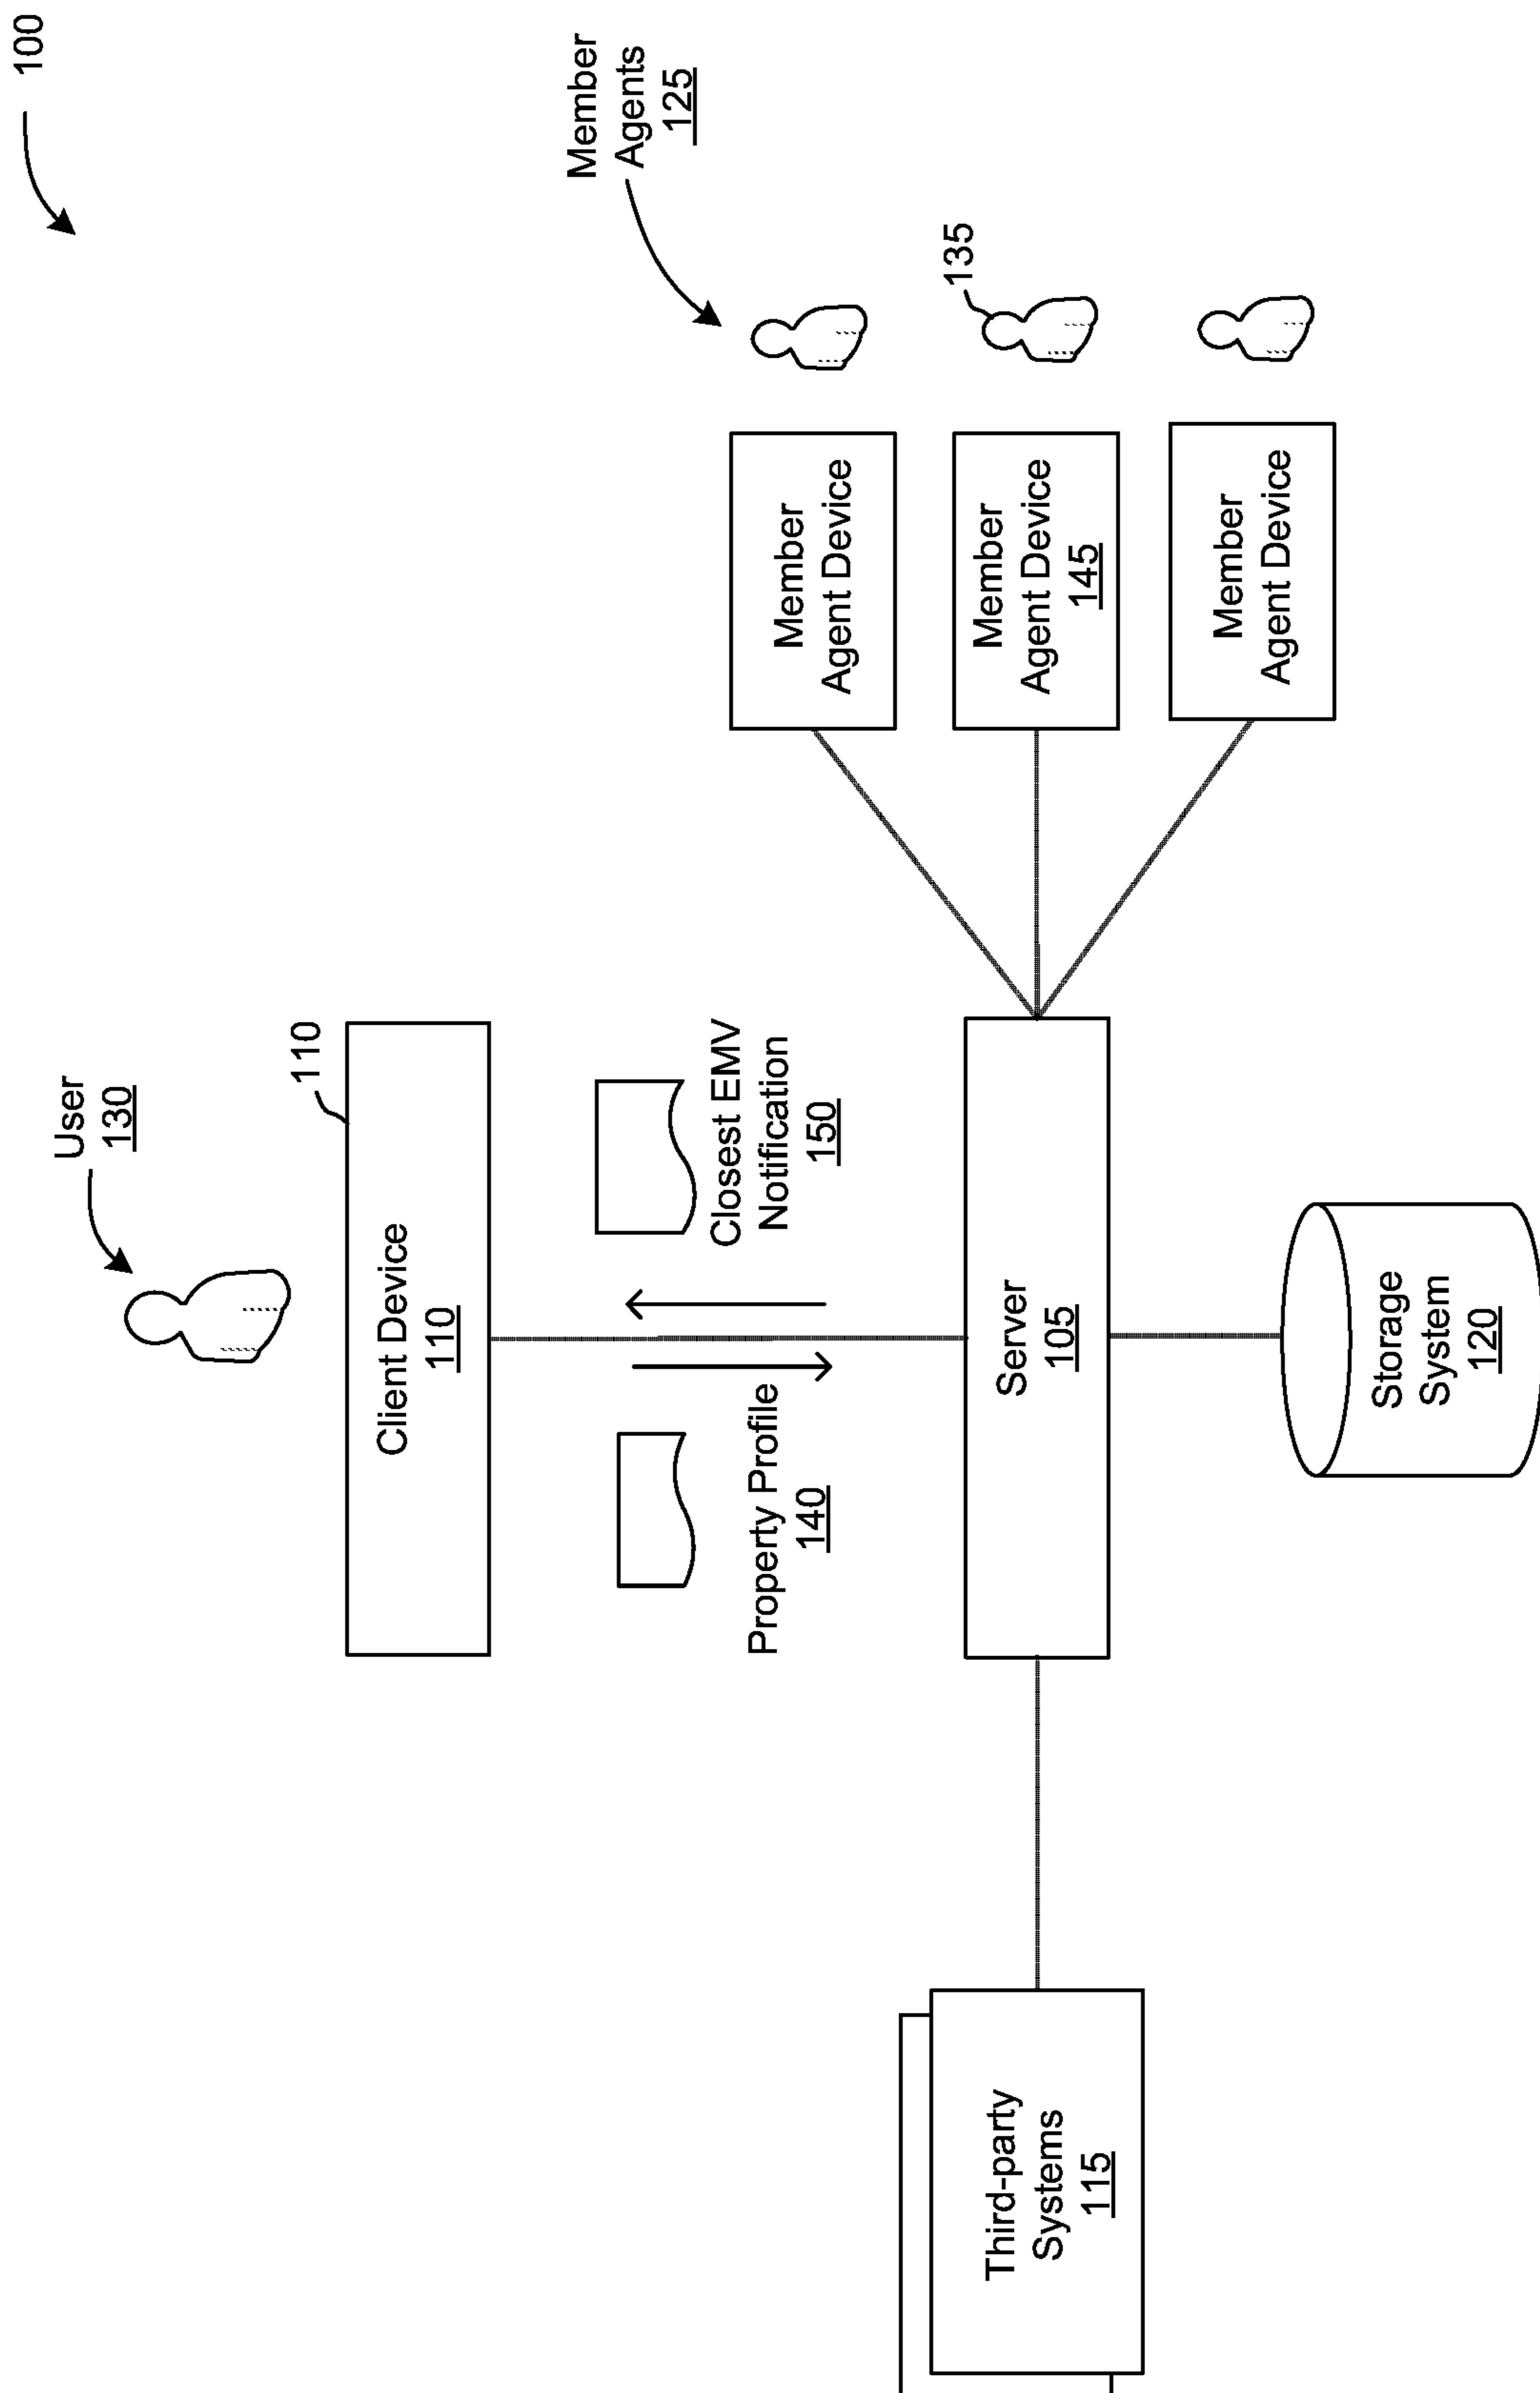 100
User
130
110
Client Device
110
Closest EMV
Notification
150
Property Profile
140
Member
Agents
125
135
Third-party
Systems
115
Server
105
Member
Agent Device
Member
Agent Device
145
Member
Agent Device
Storage
System
120